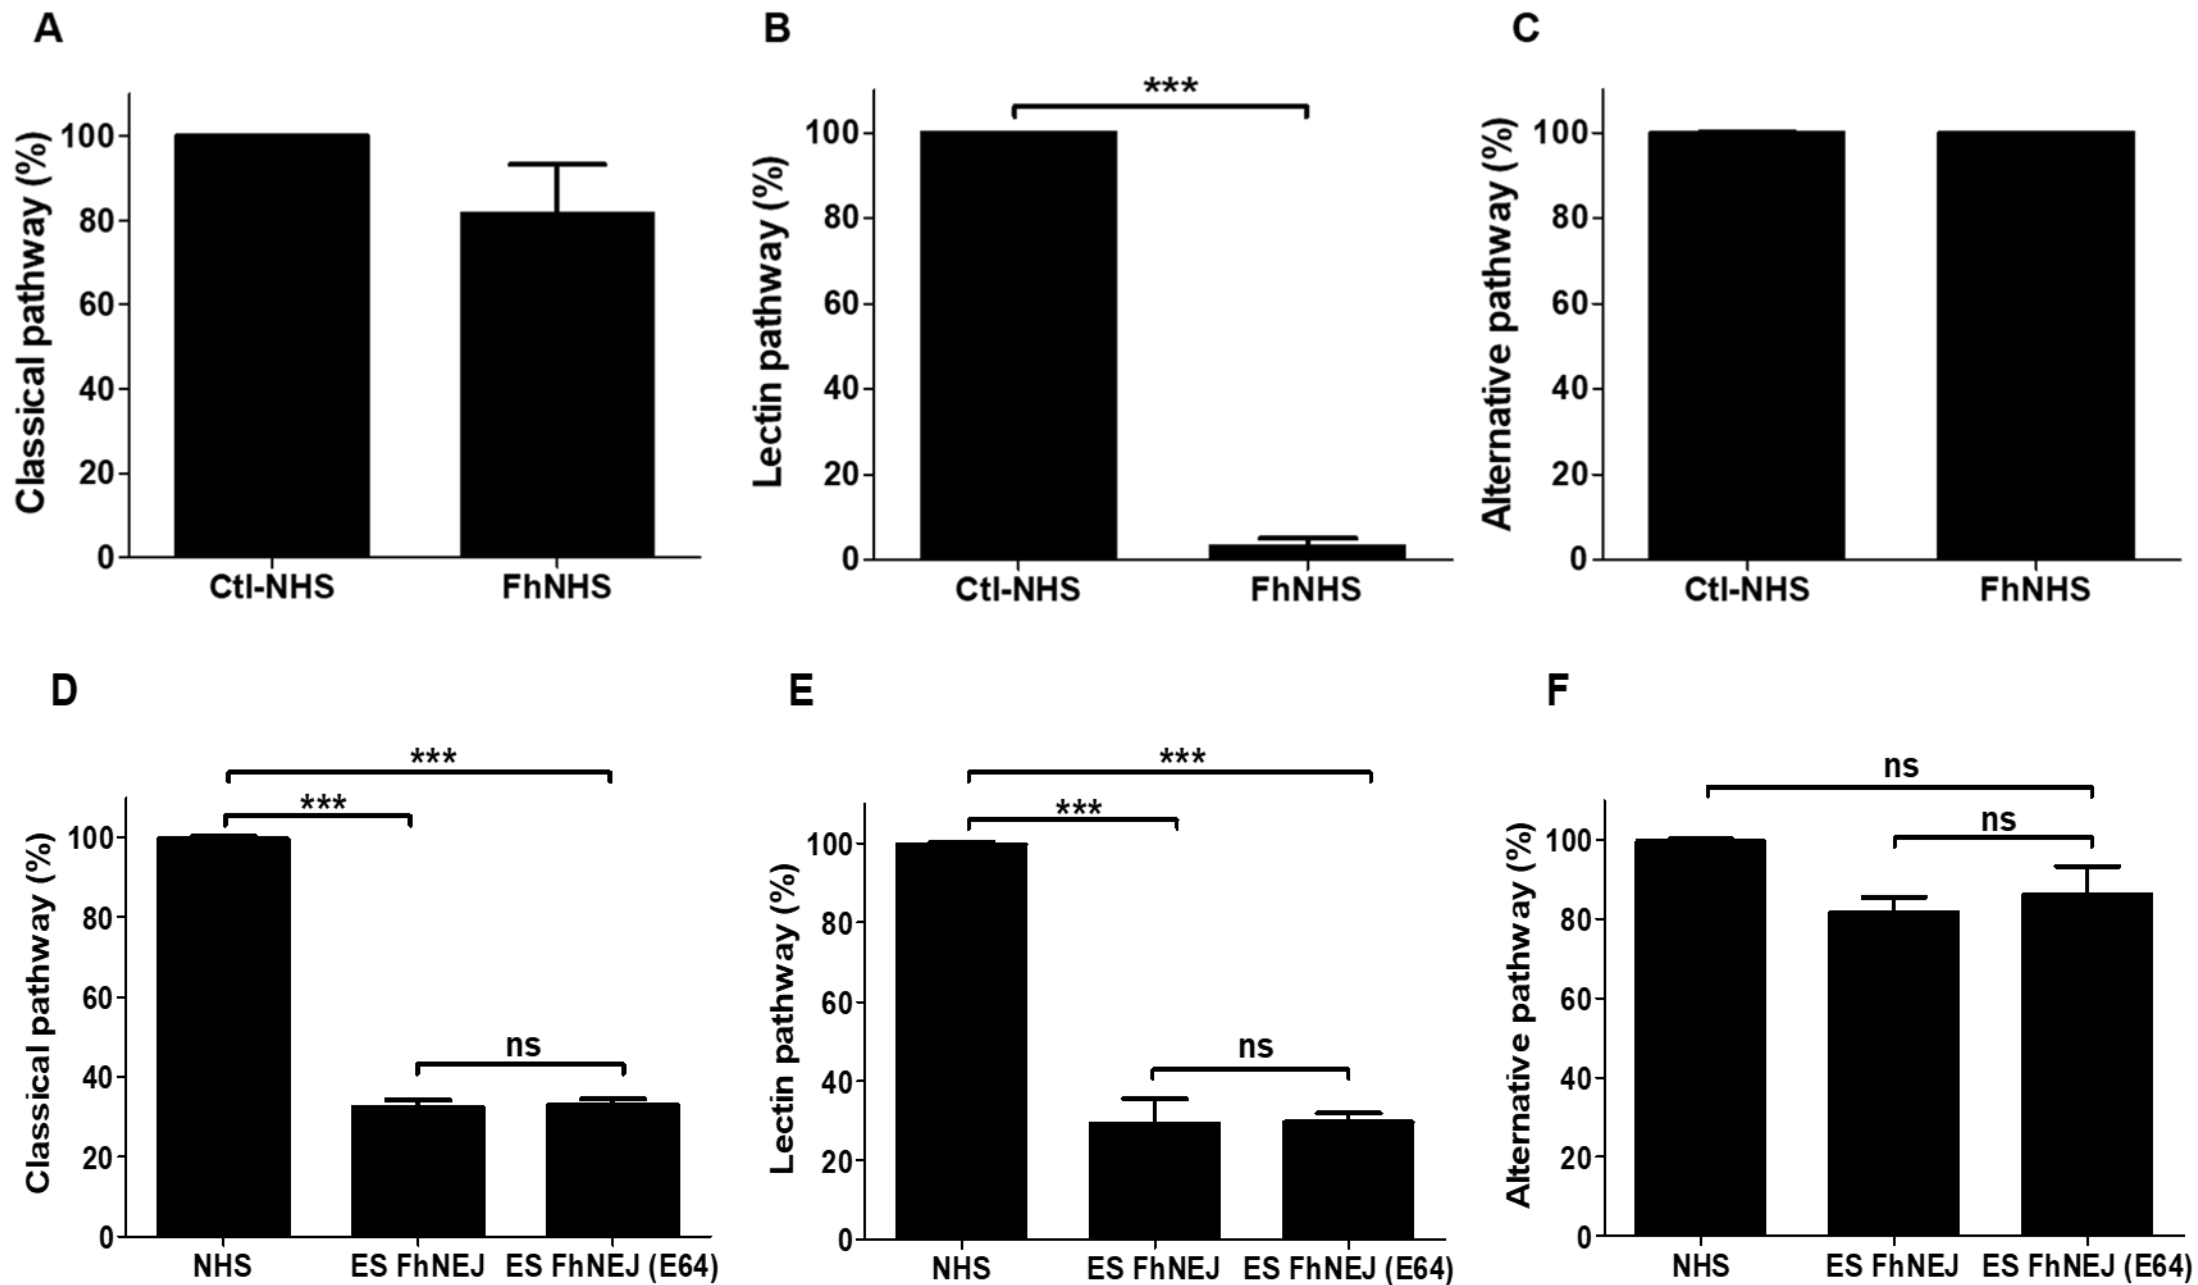 A
Classical pathway (%)
100
80
60
40
20
0
Ctl-NHS FhNHS
B
***
Lectin pathway (%)
100
80
60
40
20
0
Ctl-NHS FhNHS
C
Alternative pathway (%)
100
80
60
40
20
0
Ctl-NHS FhNHS
D
***
***
ns
Classical pathway (%)
100
80
60
40
20
0
NHS ES FhNEJ ES FhNEJ (E64)
E
***
***
ns
Lectin pathway (%)
100
80
60
40
20
0
NHS ES FhNEJ ES FhNEJ (E64)
F
ns
ns
Alternative pathway (%)
100
80
60
40
20
0
NHS ES FhNEJ ES FhNEJ (E64)